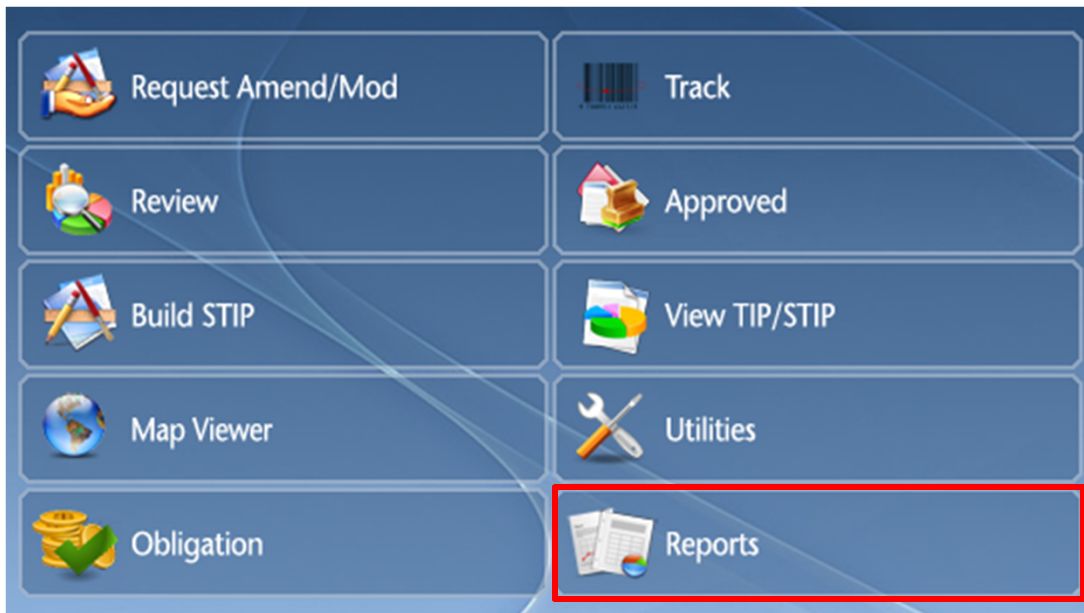 Request Amend/Mod
Track
Review
Approved
Build STIP
View TIP/STIP
Map Viewer
Utilities
Obligation
Reports